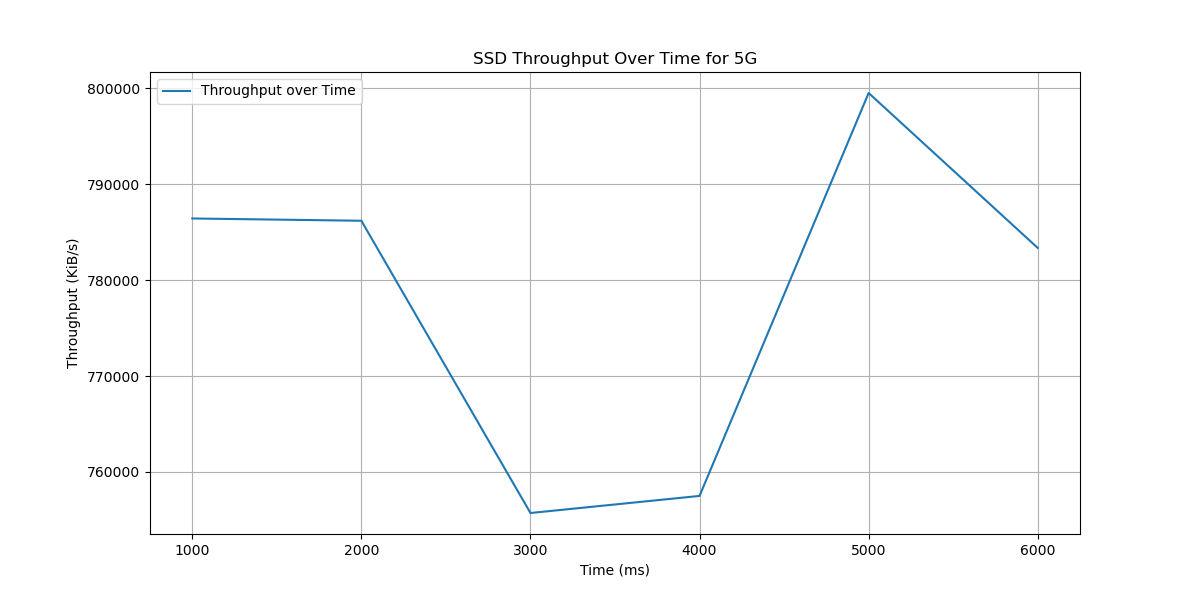 SSD Throughput Over Time for 5G
Throughput over Time
800000
790000
780000
770000
760000
Throughput (KiB/s)
1000 2000 3000 4000 5000 6000
Time (ms)